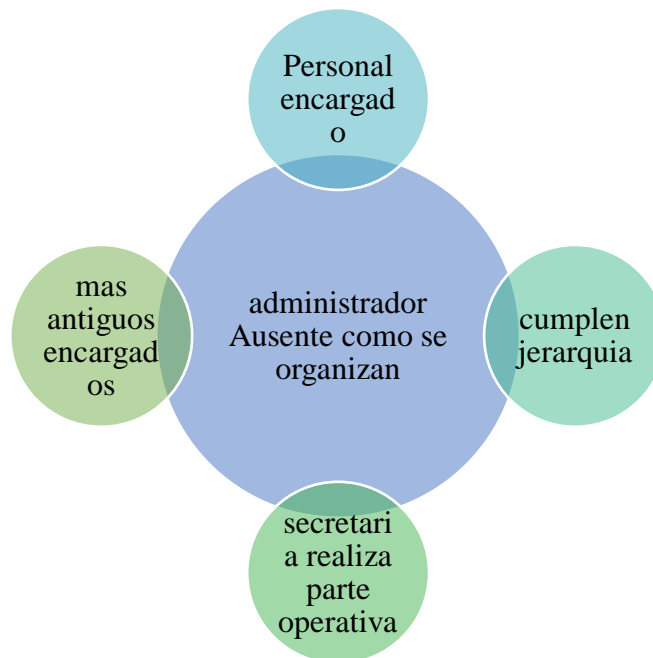 Personal
encargad
o
mas
antiguos
encargad
os
administrador
Ausente como se
organizan
cumplen
jerarquia
secretari
a realiza
parte
operativa